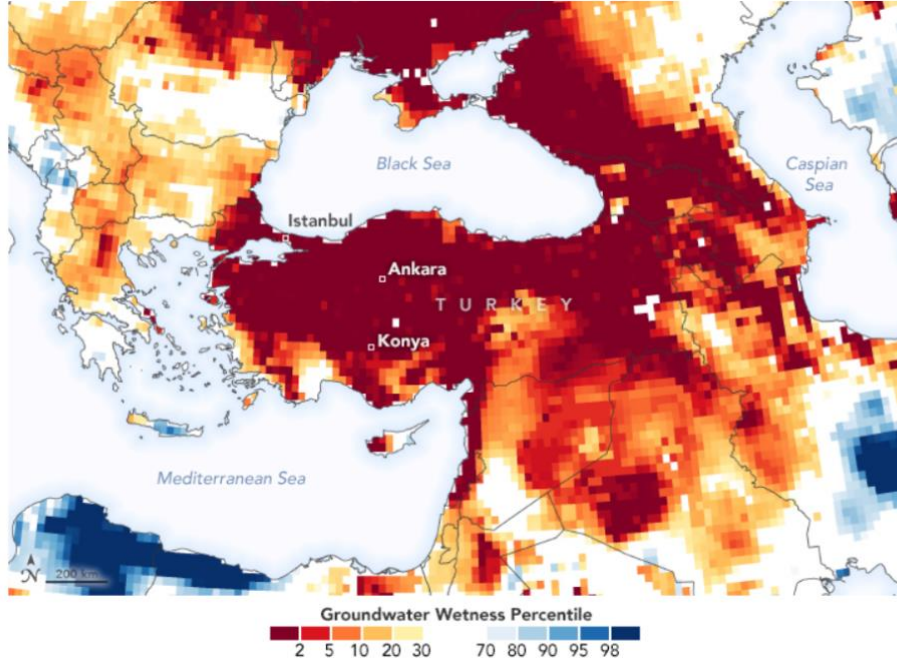 Black Sea
Caspian
Sea
Istanbul
Ankara
TURKEY
Konya
Mediterranean Sea
N
200 km
Groundwater Wetness Percentile
2 5 10 20 30 70 80 90 95 98